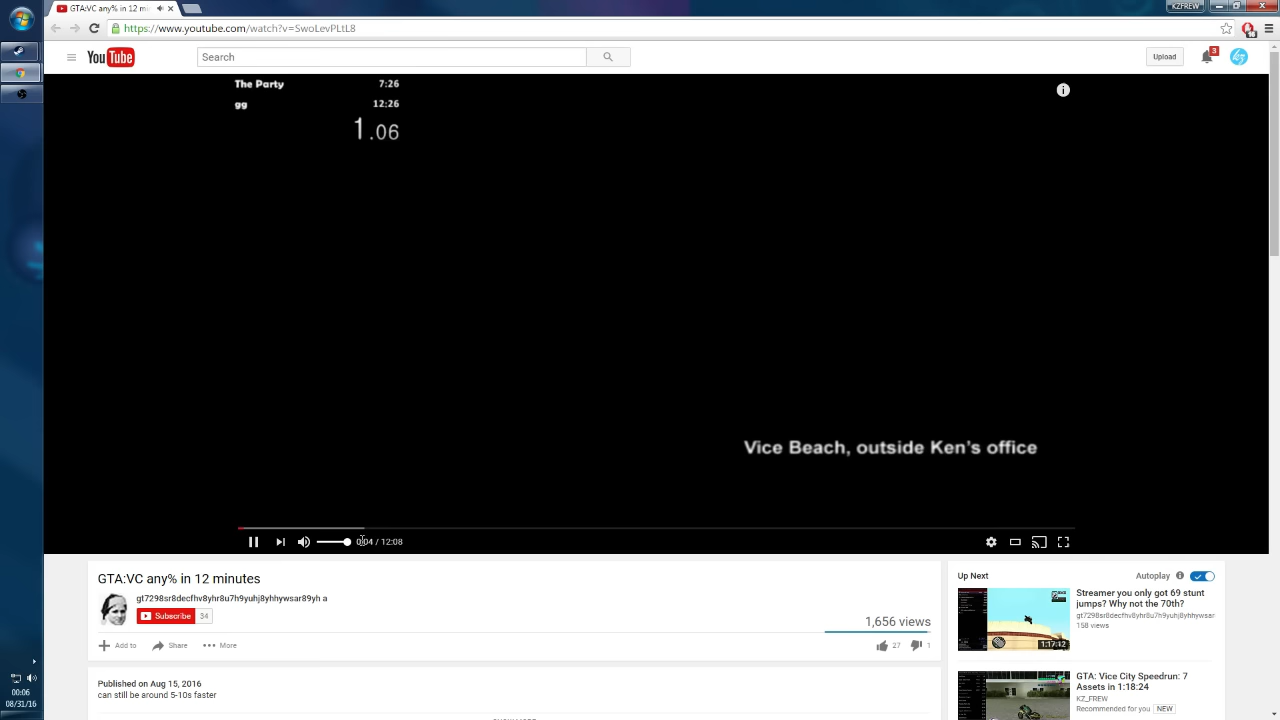 GTA:VC any% in 12 mi
KZFREW
https://www.youtube.com/watch?v=SwoLevPLtL8
YouTube
Search
Upload
3
The Party 7:26
gg 12:26
1.06
Vice Beach, outside Ken's office
0:04 / 12:08
GTA:VC any% in 12 minutes
gt7298sr8decfhv8yhr8u7h9yuhj8yhhywsar89yh a
Subscribe 34
1,656 views
Add to Share More
27 1
Published on Aug 15, 2016
can still be around 5-10s faster
Up Next Autoplay
Streamer you only got 69 stunt
jumps? Why not the 70th?
gt7298sr8decfhv8yhr8u7h9yuhj8yhhywsar
158 views
1:17:42
GTA: Vice City Speedrun: 7
Assets in 1:18:24
KZ_FREW
Recommended for you NEW
00:06
08/31/16